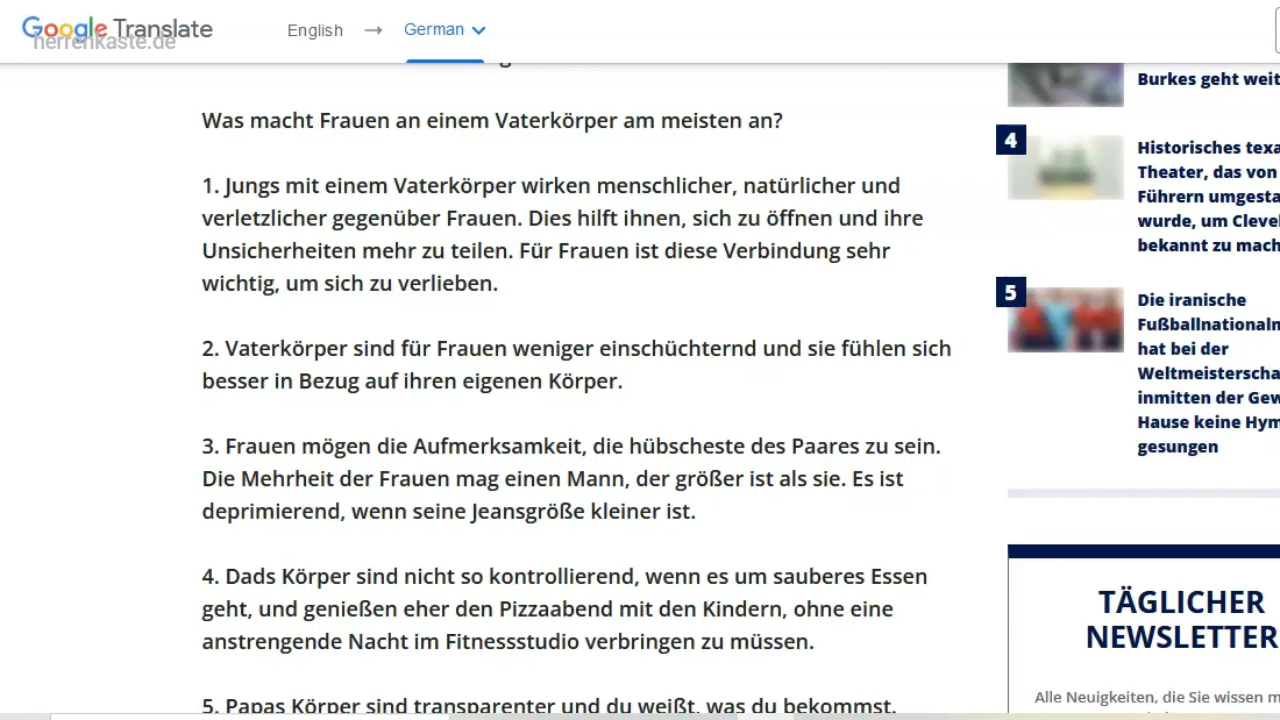 Google Translate
English → German
herrenkaste.de
Was macht Frauen an einem Vaterkörper am meisten an?
1. Jungs mit einem Vaterkörper wirken menschlicher, natürlicher und
verletzlicher gegenüber Frauen. Dies hilft ihnen, sich zu öffnen und ihre
Unsicherheiten mehr zu teilen. Für Frauen ist diese Verbindung sehr
wichtig, um sich zu verlieben.
2. Vaterkörper sind für Frauen weniger einschüchternd und sie fühlen sich
besser in Bezug auf ihren eigenen Körper.
3. Frauen mögen die Aufmerksamkeit, die hübscheste des Paares zu sein.
Die Mehrheit der Frauen mag einen Mann, der größer ist als sie. Es ist
deprimierend, wenn seine Jeansgröße kleiner ist.
4. Dads Körper sind nicht so kontrollierend, wenn es um sauberes Essen
geht, und genießen eher den Pizzaabend mit den Kindern, ohne eine
anstrengende Nacht im Fitnessstudio verbringen zu müssen.
5. Papas Körper sind transparenter und du weißt, was du bekommst.
Burkes geht weit
4
Historisches texa
Theater, das von
Führern umgesta
wurde, um Clevel
bekannt zu mach
5
Die iranische
Fußballnationaln
hat bei der
Weltmeisterscha
inmitten der Gew
Hause keine Hym
gesungen
TÄGLICHER
NEWSLETTER
Alle Neuigkeiten, die Sie wissen m